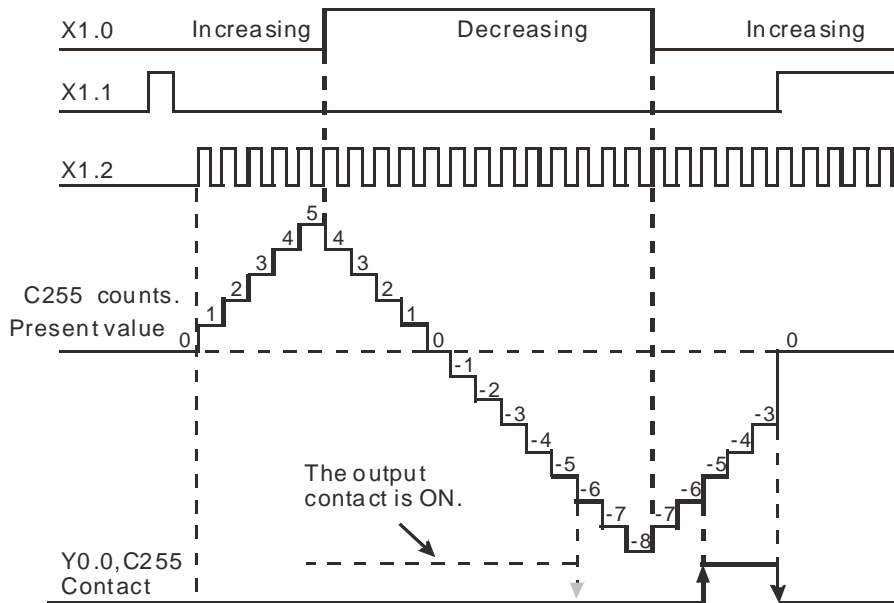 X1.0
Increasing
Decreasing
Increasing
X1.1
X1.2
5
4
4
3
3
2
2
1
1
C255 counts.
Present value
0
0
0
-1
-2
-3
-3
-4
-4
-5
-5
-6
-6
-7
-7
-8
The output
contact is ON.
Y0.0,C255
Contact